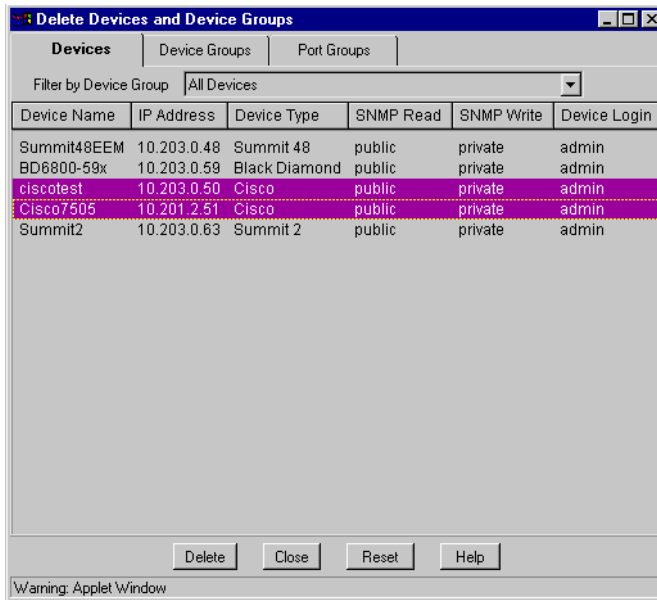 Delete Devices and Device Groups
Devices Device Groups Port Groups
Filter by Device Group All Devices
Device Name IP Address Device Type SNMP Read SNMP Write Device Login
Summit48EEM 10.203.0.48 Summit 48 public private admin
BD6800-59x 10.203.0.59 Black Diamond public private admin
ciscotest 10.203.0.50 Cisco public private admin
Cisco7505 10.201.2.51 Cisco public private admin
Summit2 10.203.0.63 Summit 2 public private admin
Delete Close Reset Help
Warning: Applet Window